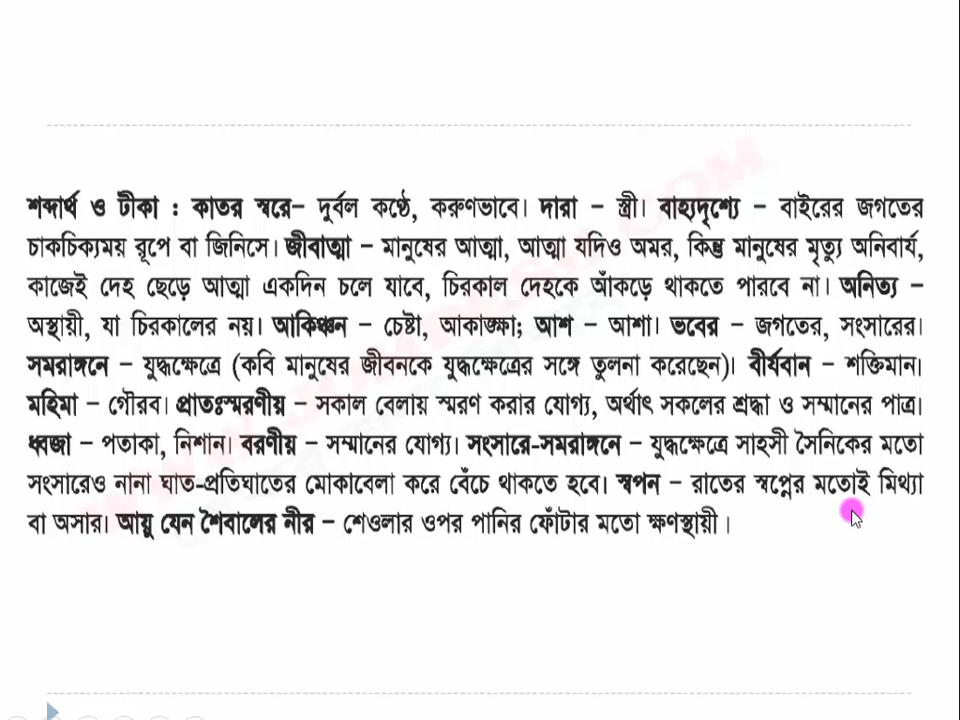 শব্দার্থ ও টীকা : কাতর স্বরে– দুর্বল কণ্ঠে, করুণভাবে। দারা – স্ত্রী। বাহ্যদৃশ্যে – বাইরের জগতের
চাকচিক্যময় রূপে বা জিনিসে। জীবাত্মা – মানুষের আত্মা, আত্মা যদিও অমর, কিন্তু মানুষের মৃত্যু অনিবার্য,
কাজেই দেহ ছেড়ে আত্মা একদিন চলে যাবে, চিরকাল দেহকে আঁকড়ে থাকতে পারবে না। অনিত্য –
অস্থায়ী, যা চিরকালের নয়। আকিঞ্চন – চেষ্টা, আকাঙ্ক্ষা; আশ – আশা। ভবের – জগতের, সংসারের।
সমরাঙ্গনে – যুদ্ধক্ষেত্রে (কবি মানুষের জীবনকে যুদ্ধক্ষেত্রের সঙ্গে তুলনা করেছেন)। বীর্যবান – শক্তিমান।
মহিমা – গৌরব। প্রাতঃস্মরণীয় – সকাল বেলায় স্মরণ করার যোগ্য, অর্থাৎ সকলের শ্রদ্ধা ও সম্মানের পাত্র।
ধ্বজা – পতাকা, নিশান। বরণীয় – সম্মানের যোগ্য। সংসারে-সমরাঙ্গনে – যুদ্ধক্ষেত্রে সাহসী সৈনিকের মতো
সংসারেও নানা ঘাত-প্রতিঘাতের মোকাবেলা করে বেঁচে থাকতে হবে। স্বপন – রাতের স্বপ্নের মতোই মিথ্যা
বা অসার। আয়ু যেন শৈবালের নীর – শেওলার ওপর পানির ফোঁটার মতো ক্ষণস্থায়ী।